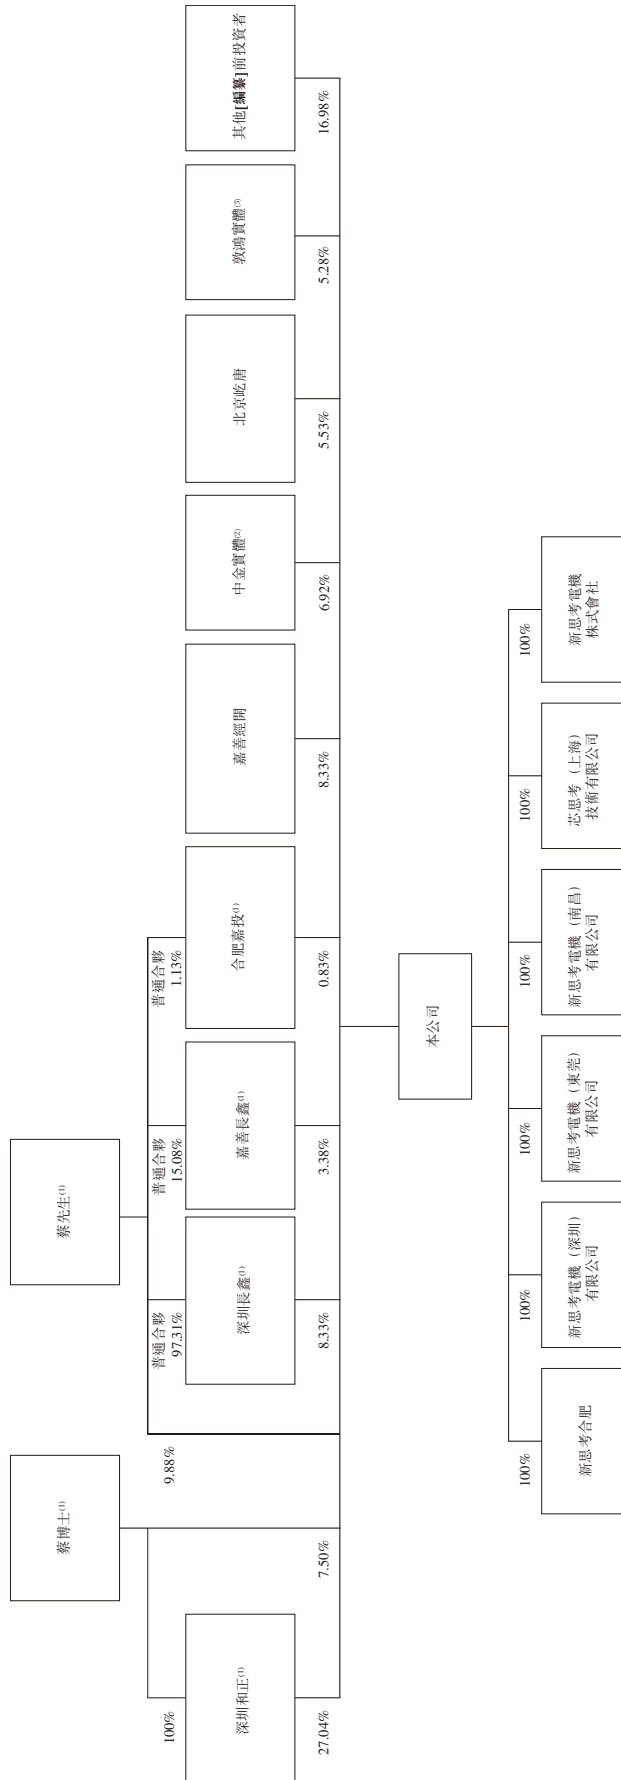 蔡博士(1)
蔡先生(1)
100%
普通合夥
97.31%
普通合夥
15.08%
普通合夥
1.13%
9.88%
深圳和正(1)
深圳長鑫(1)
嘉善長鑫(1)
合肥嘉投(1)
嘉善經開
中金實體(2)
北京屹唐
敦鴻實體(3)
其他[編纂]前投資者
27.04%
7.50%
8.33%
3.38%
0.83%
8.33%
6.92%
5.53%
5.28%
16.98%
本公司
100%
100%
100%
100%
100%
100%
新思考合肥
新思考電機（深圳）
有限公司
新思考電機（東莞）
有限公司
新思考電機（南昌）
有限公司
芯思考（上海）
技術有限公司
新思考電機
株式會社